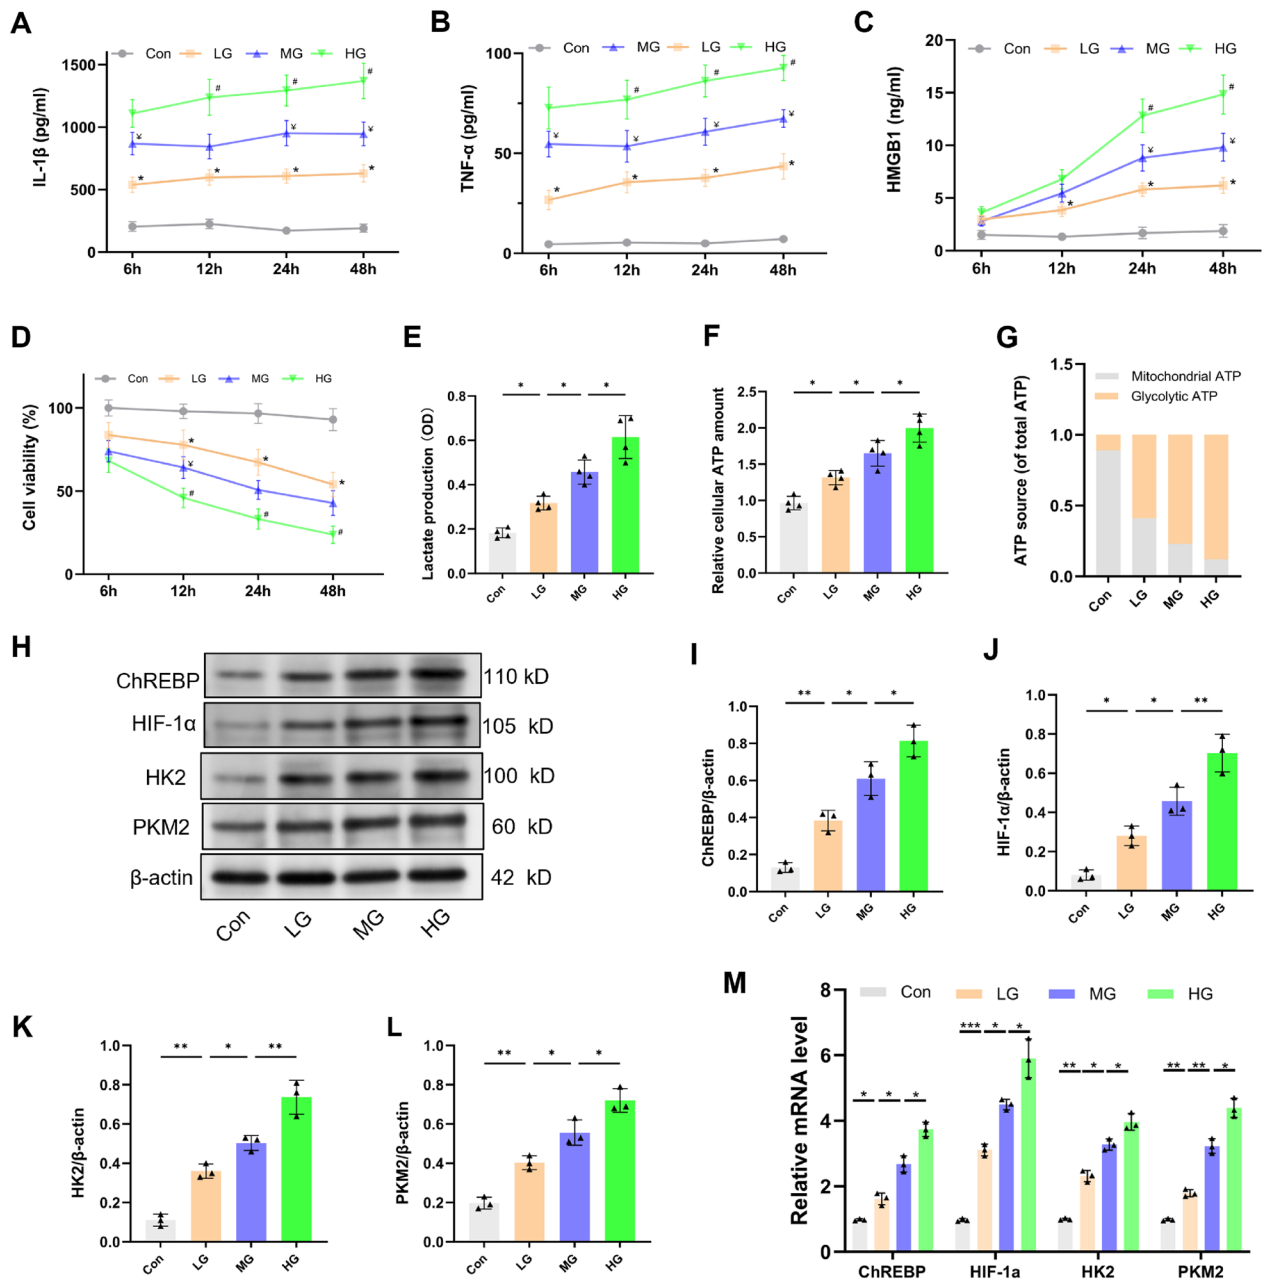 A
Con LG MG HG
IL-1β (pg/ml)
1500
1000
500
0
6h 12h 24h 48h
# # #
¥ ¥ ¥
* * * *
B
Con MG LG HG
TNF-α (pg/ml)
100
50
0
6h 12h 24h 48h
# # #
¥ ¥ ¥ ¥
* * * *
C
Con LG MG HG
HMGB1 (ng/ml)
20
15
10
5
0
6h 12h 24h 48h
# #
¥ ¥
* * *
D
Con LG MG HG
Cell viability (%)
100
50
0
6h 12h 24h 48h
* * *
¥
# # #
E
Lactate production (OD)
0.8
0.6
0.4
0.2
0.0
* * *
Con LG MG HG
F
Relative cellular ATP amount
2.5
2.0
1.5
1.0
0.5
0.0
* * *
Con LG MG HG
G
ATP source (of total ATP)
1.5
1.0
0.5
0.0
Mitochondrial ATP
Glycolytic ATP
Con LG MG HG
H
ChREBP 110 kD
HIF-1α 105 kD
HK2 100 kD
PKM2 60 kD
β-actin 42 kD
Con LG MG HG
I
ChREBP/β-actin
1.0
0.8
0.6
0.4
0.2
0.0
** * *
Con LG MG HG
J
HIF-1α/β-actin
1.0
0.8
0.6
0.4
0.2
0.0
* * **
Con LG MG HG
K
HK2/β-actin
1.0
0.8
0.6
0.4
0.2
0.0
** * **
Con LG MG HG
L
PKM2/β-actin
1.0
0.8
0.6
0.4
0.2
0.0
** * *
Con LG MG HG
M
Con LG MG HG
Relative mRNA level
8
6
4
2
0
* * *
*** * *
** * *
** ** *
ChREBP HIF-1a HK2 PKM2